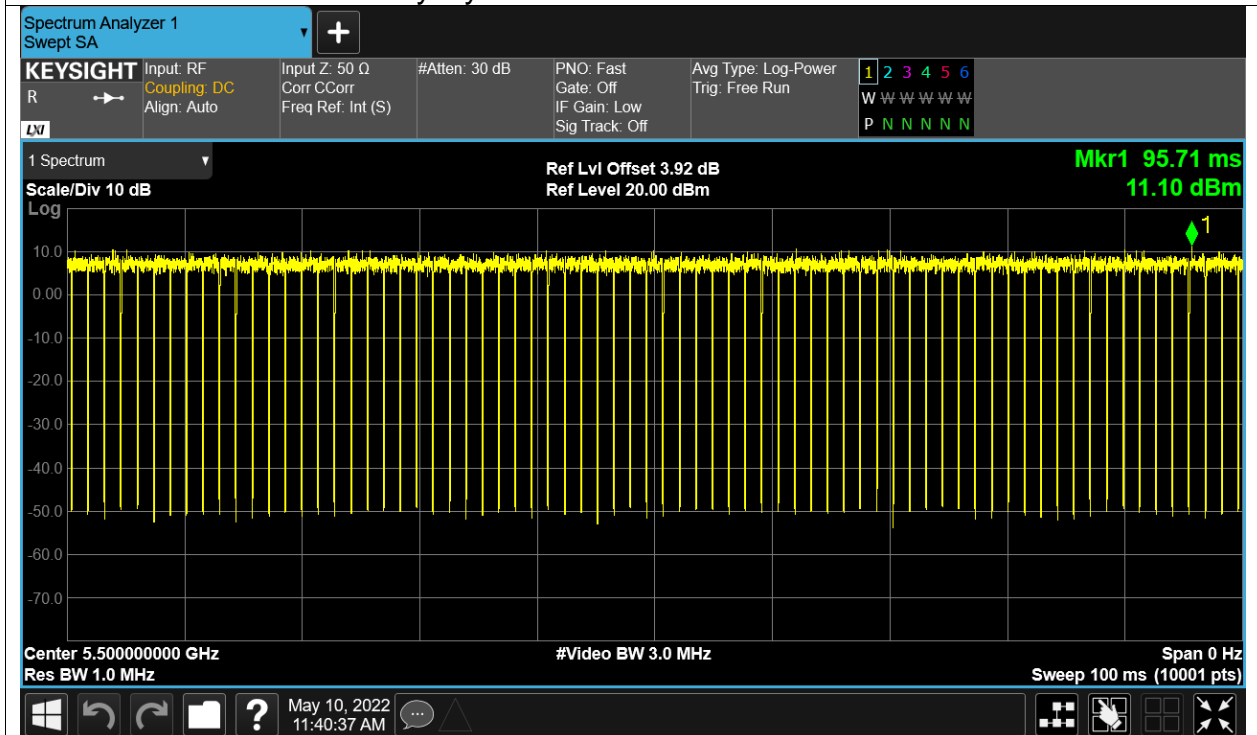 Spectrum Analyzer 1
Swept SA
+
KEYSIGHT
R
LXI
Input: RF
Coupling: DC
Align: Auto
Input Z: 50 Ω
Corr CCorr
Freq Ref: Int (S)
#Atten: 30 dB
PNO: Fast
Gate: Off
IF Gain: Low
Sig Track: Off
Avg Type: Log-Power
Trig: Free Run
1 2 3 4 5 6
W W W W W W
P N N N N N
1 Spectrum
Scale/Div 10 dB
Log
Ref Lvl Offset 3.92 dB
Ref Level 20.00 dBm
Mkr1 95.71 ms
11.10 dBm
1
10.0
0.00
-10.0
-20.0
-30.0
-40.0
-50.0
-60.0
-70.0
Center 5.500000000 GHz
Res BW 1.0 MHz
#Video BW 3.0 MHz
Span 0 Hz
Sweep 100 ms (10001 pts)
?
May 10, 2022
11:40:37 AM